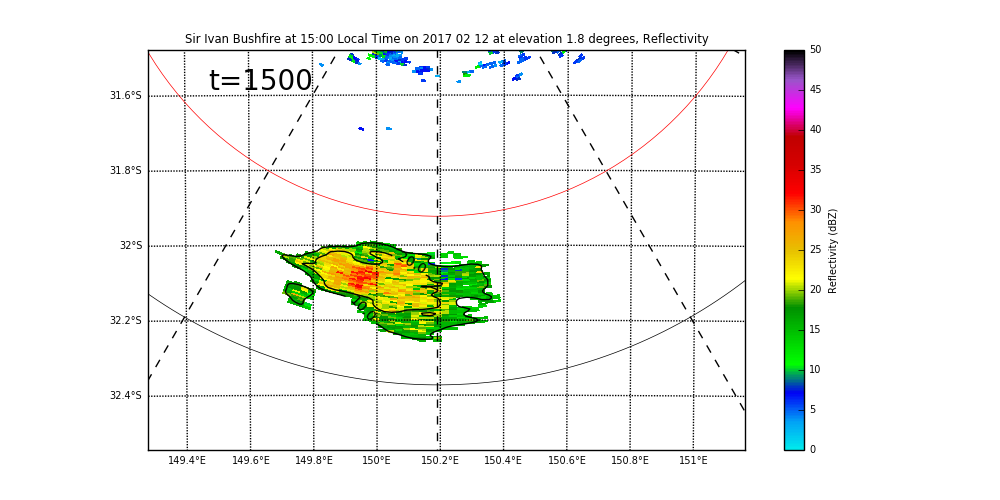 Sir Ivan Bushfire at 15:00 Local Time on 2017 02 12 at elevation 1.8 degrees, Reflectivity
t=1500
31.6°S
31.8°S
32°S
32.2°S
32.4°S
149.4°E 149.6°E 149.8°E 150°E 150.2°E 150.4°E 150.6°E 150.8°E 151°E
50
45
40
35
30
25
20
15
10
5
0
Reflectivity (dBZ)